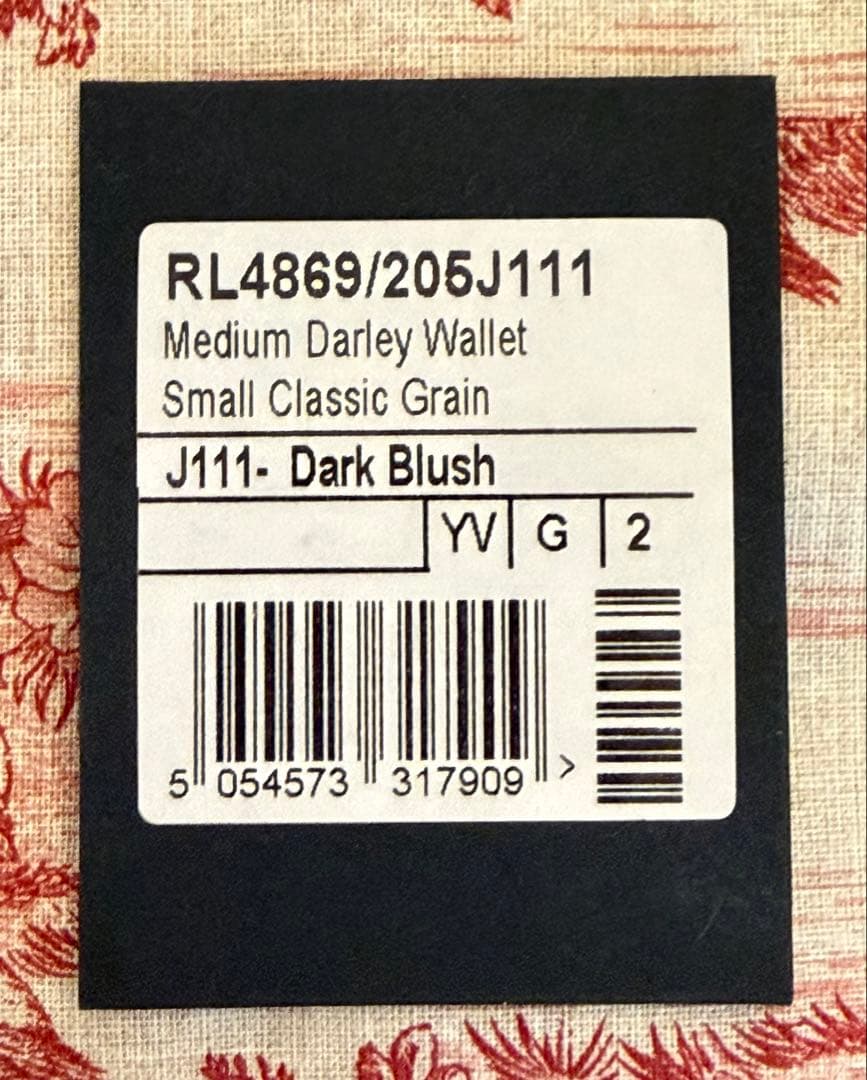 RL4869/205J111
Medium Darley Wallet
Small Classic Grain
J111- Dark Blush
YV G 2
5 054573 317909 >